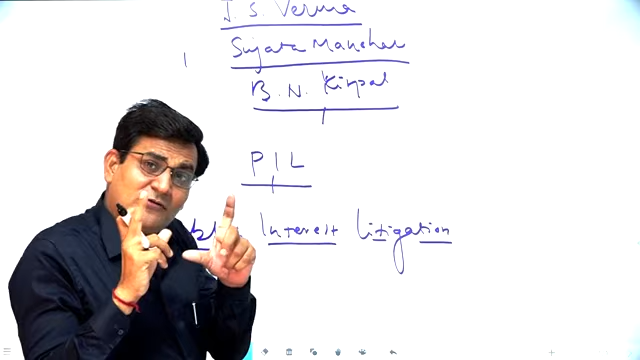 J. S. Verma
Sujata Manohar
B. N. Kirpal
PIL
Interest Litigation